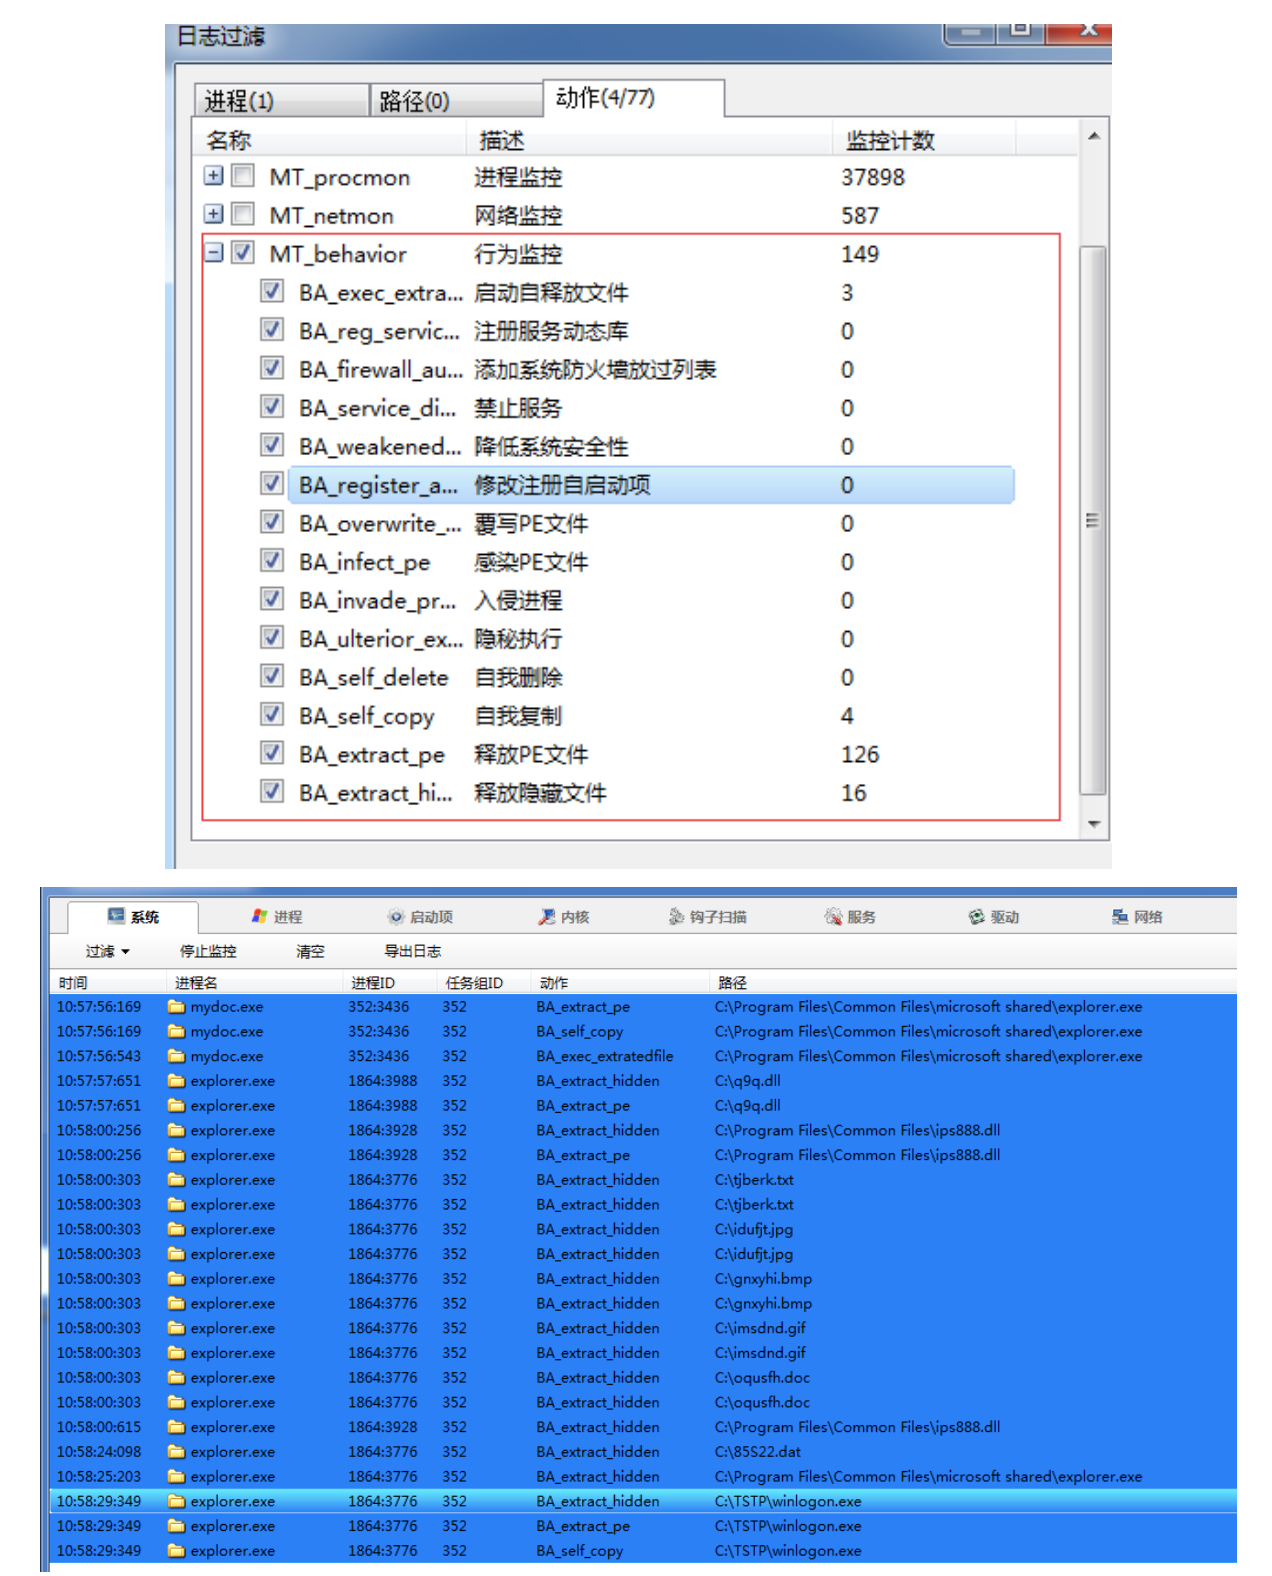 日志过滤
进程(1) 路径(0) 动作(4/77)
名称 描述 监控计数
MT_procmon 进程监控 37898
MT_netmon 网络监控 587
MT_behavior 行为监控 149
BA_exec_extra... 启动自释放文件 3
BA_reg_servic... 注册服务动态库 0
BA_firewall_au... 添加系统防火墙放过列表 0
BA_service_di... 禁止服务 0
BA_weakened... 降低系统安全性 0
BA_register_a... 修改注册自启动项 0
BA_overwrite_... 覆写PE文件 0
BA_infect_pe 感染PE文件 0
BA_invade_pr... 入侵进程 0
BA_ulterior_ex... 隐秘执行 0
BA_self_delete 自我删除 0
BA_self_copy 自我复制 4
BA_extract_pe 释放PE文件 126
BA_extract_hi... 释放隐藏文件 16
系统 进程 启动项 内核 钩子扫描 服务 驱动 网络
过滤 停止监控 清空 导出日志
时间 进程名 进程ID 任务组ID 动作 路径
10:57:56:169 mydoc.exe 352:3436 352 BA_extract_pe C:\Program Files\Common Files\microsoft shared\explorer.exe
10:57:56:169 mydoc.exe 352:3436 352 BA_self_copy C:\Program Files\Common Files\microsoft shared\explorer.exe
10:57:56:543 mydoc.exe 352:3436 352 BA_exec_extratedfile C:\Program Files\Common Files\microsoft shared\explorer.exe
10:57:57:651 explorer.exe 1864:3988 352 BA_extract_hidden C:\q9q.dll
10:57:57:651 explorer.exe 1864:3988 352 BA_extract_pe C:\q9q.dll
10:58:00:256 explorer.exe 1864:3928 352 BA_extract_hidden C:\Program Files\Common Files\ips888.dll
10:58:00:256 explorer.exe 1864:3928 352 BA_extract_pe C:\Program Files\Common Files\ips888.dll
10:58:00:303 explorer.exe 1864:3776 352 BA_extract_hidden C:\tjberk.txt
10:58:00:303 explorer.exe 1864:3776 352 BA_extract_hidden C:\tjberk.txt
10:58:00:303 explorer.exe 1864:3776 352 BA_extract_hidden C:\idufjt.jpg
10:58:00:303 explorer.exe 1864:3776 352 BA_extract_hidden C:\idufjt.jpg
10:58:00:303 explorer.exe 1864:3776 352 BA_extract_hidden C:\gnxyhi.bmp
10:58:00:303 explorer.exe 1864:3776 352 BA_extract_hidden C:\gnxyhi.bmp
10:58:00:303 explorer.exe 1864:3776 352 BA_extract_hidden C:\imsdnd.gif
10:58:00:303 explorer.exe 1864:3776 352 BA_extract_hidden C:\imsdnd.gif
10:58:00:303 explorer.exe 1864:3776 352 BA_extract_hidden C:\oqusfh.doc
10:58:00:303 explorer.exe 1864:3776 352 BA_extract_hidden C:\oqusfh.doc
10:58:00:615 explorer.exe 1864:3928 352 BA_extract_hidden C:\Program Files\Common Files\ips888.dll
10:58:24:098 explorer.exe 1864:3776 352 BA_extract_hidden C:\85S22.dat
10:58:25:203 explorer.exe 1864:3776 352 BA_extract_hidden C:\Program Files\Common Files\microsoft shared\explorer.exe
10:58:29:349 explorer.exe 1864:3776 352 BA_extract_hidden C:\TSTP\winlogon.exe
10:58:29:349 explorer.exe 1864:3776 352 BA_extract_pe C:\TSTP\winlogon.exe
10:58:29:349 explorer.exe 1864:3776 352 BA_self_copy C:\TSTP\winlogon.exe